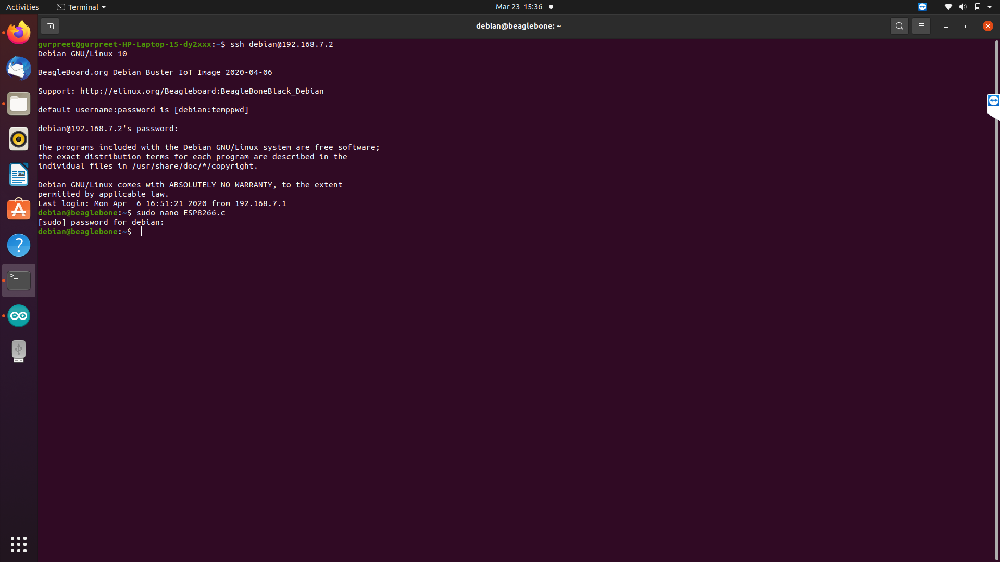 Activities
Terminal
Mar 23 15:36
debian@beaglebone: ~
gurpreet@gurpreet-HP-Laptop-15-dy2xxx:~$ ssh debian@192.168.7.2
Debian GNU/Linux 10
BeagleBoard.org Debian Buster IoT Image 2020-04-06
Support: http://elinux.org/Beagleboard:BeagleBoneBlack_Debian
default username:password is [debian:temppwd]
debian@192.168.7.2's password:
The programs included with the Debian GNU/Linux system are free software;
the exact distribution terms for each program are described in the
individual files in /usr/share/doc/*/copyright.
Debian GNU/Linux comes with ABSOLUTELY NO WARRANTY, to the extent
permitted by applicable law.
Last login: Mon Apr  6 16:51:21 2020 from 192.168.7.1
debian@beaglebone:~$ sudo nano ESP8266.c
[sudo] password for debian:
debian@beaglebone:~$